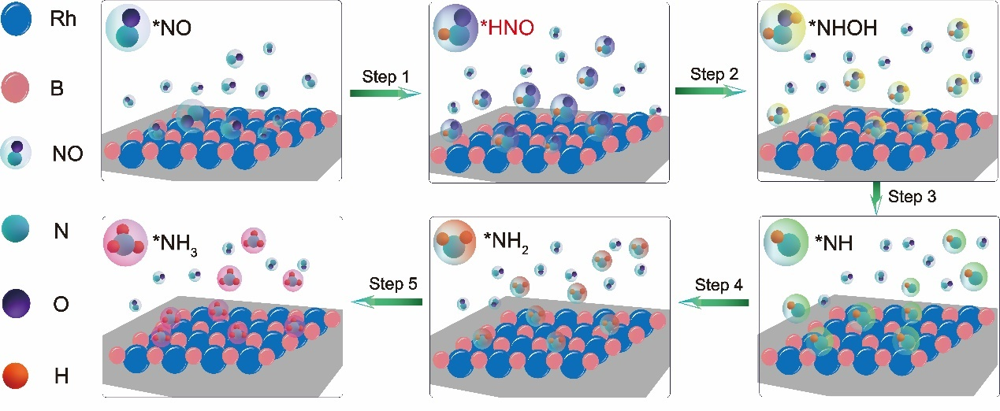 Rh
B
NO
N
O
H
*NO
Step 1
*HNO
Step 2
*NHOH
Step 3
*NH
Step 4
*NH₂
Step 5
*NH₃